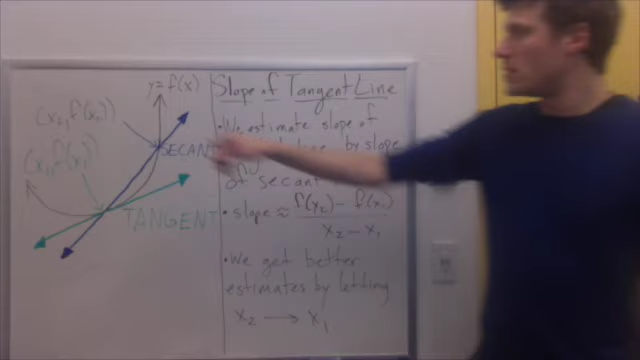 y=f(x)
(x₂, f(x₂))
(x₁, f(x₁))
SECANT
TANGENT
Slope of Tangent Line
• We estimate slope of
by slope
of secant
• slope ≈ f(x₂) - f(x₁)
x₂ - x₁
• We get better
estimates by letting
x₂ → x₁